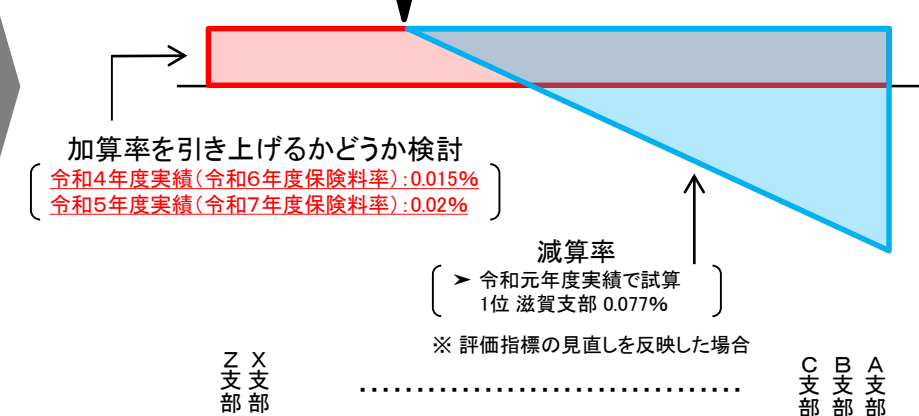 加算率を引き上げるかどうか検討
令和4年度実績(令和6年度保険料率):0.015%
令和5年度実績(令和7年度保険料率):0.02%
減算率
➤ 令和元年度実績で試算
1位 滋賀支部 0.077%
※ 評価指標の見直しを反映した場合
Z支部
X支部
................................
C支部
B支部
A支部